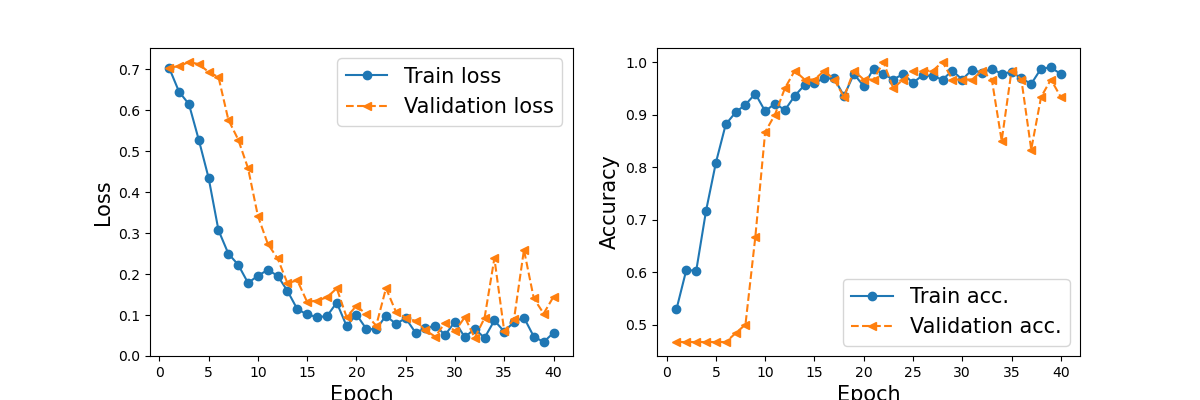 0.7
0.6
0.5
0.4
0.3
0.2
0.1
0.0
Loss
Train loss
Validation loss
0 5 10 15 20 25 30 35 40
Epoch
1.0
0.9
0.8
0.7
0.6
0.5
Accuracy
Train acc.
Validation acc.
0 5 10 15 20 25 30 35 40
Epoch